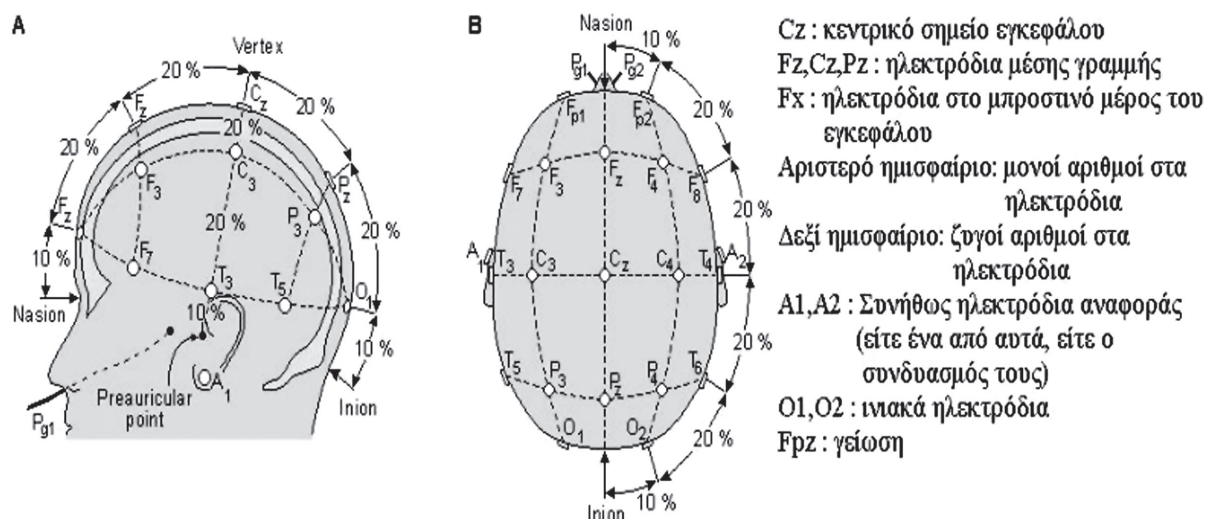 A
Vertex
20 %
Cz
20 %
Fz
20 %
20 %
F3
C3
Pz
20 %
Fz
20 %
P3
20 %
10 %
F7
T3
T5
O1
Nasion
10 %
10 %
A1
Preauricular
point
Inion
Pg1
B
Nasion
10 %
Pg1
Pg2
20 %
Fp1
Fp2
F7
F3
Fz
F4
F8
20 %
A1
T3
C3
Cz
C4
T4
A2
20 %
T5
P3
Pz
P4
T6
O1
O2
20 %
Inion
10 %
Cz : κεντρικό σημείο εγκεφάλου
Fz,Cz,Pz : ηλεκτρόδια μέσης γραμμής
Fx : ηλεκτρόδια στο μπροστινό μέρος του
εγκεφάλου
Αριστερό ημισφαίριο: μονοί αριθμοί στα
ηλεκτρόδια
Δεξί ημισφαίριο: ζυγοί αριθμοί στα
ηλεκτρόδια
A1,A2 : Συνήθως ηλεκτρόδια αναφοράς
(είτε ένα από αυτά, είτε ο
συνδυασμός τους)
O1,O2 : ινιακά ηλεκτρόδια
Fpz : γείωση